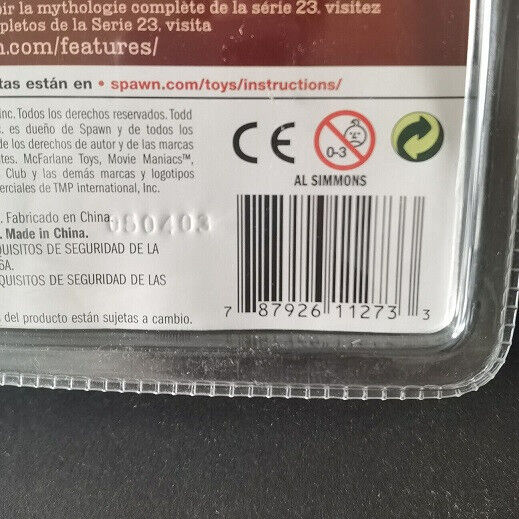 ir la mythologie complète de la série 23, visitez
pletos de la Serie 23, visita
n.com/features/
tas están en • spawn.com/toys/instructions/
Inc. Todos los derechos reservados. Todd
c. es dueño de Spawn y de todos los
de los derechos de autor y de las marcas
tes. McFarlane Toys, Movie Maniacs™,
Club y las demás marcas y logotipos
erciales de TMP international, Inc.
. Fabricado en China.
. Made in China.
080403
QUISITOS DE SEGURIDAD DE LA
6A.
QUISITOS DE SEGURIDAD DE LAS
s del producto están sujetas a cambio.
CE
0-3
AL SIMMONS
7 87926 11273 3